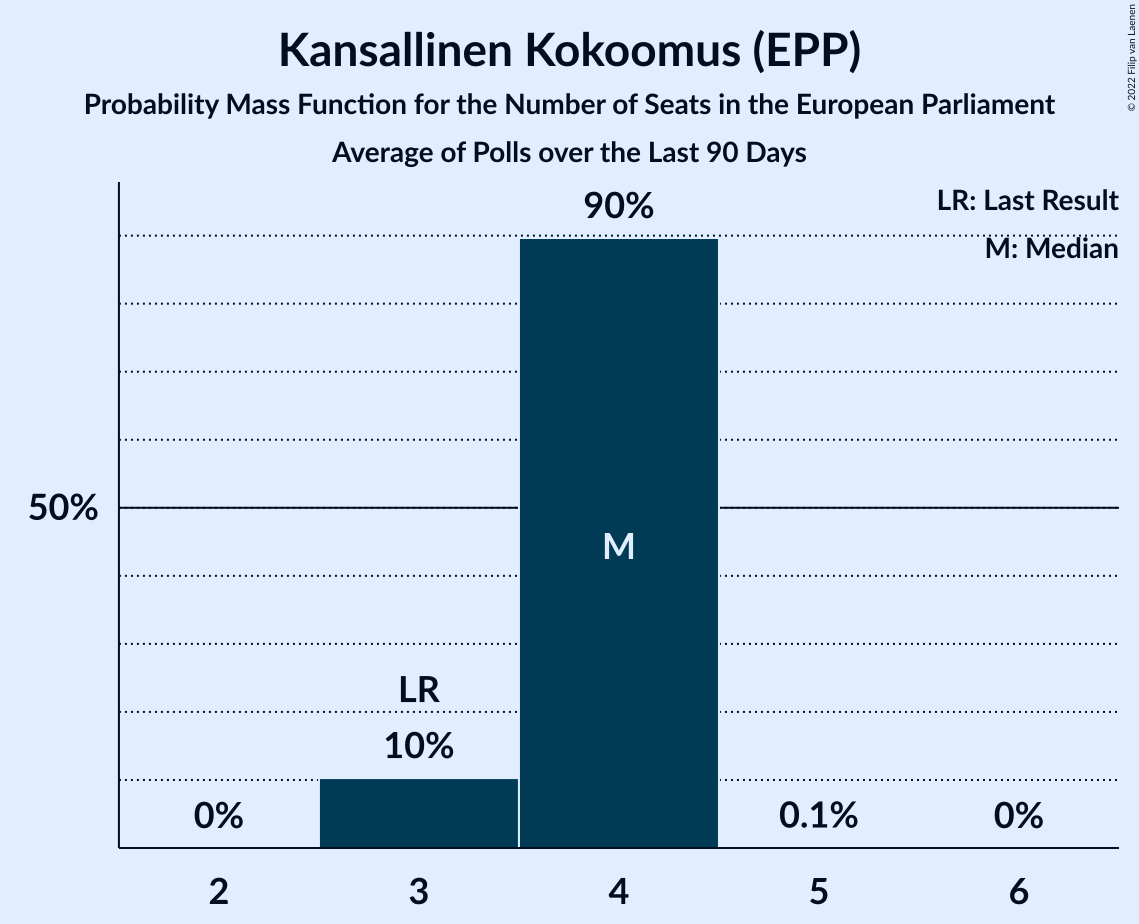 Kansallinen Kokoomus (EPP)
Probability Mass Function for the Number of Seats in the European Parliament
Average of Polls over the Last 90 Days
© 2022 Filip van Laenen
LR: Last Result
M: Median
90%
50%
M
LR
10%
0%
0.1%
0%
2
3
4
5
6